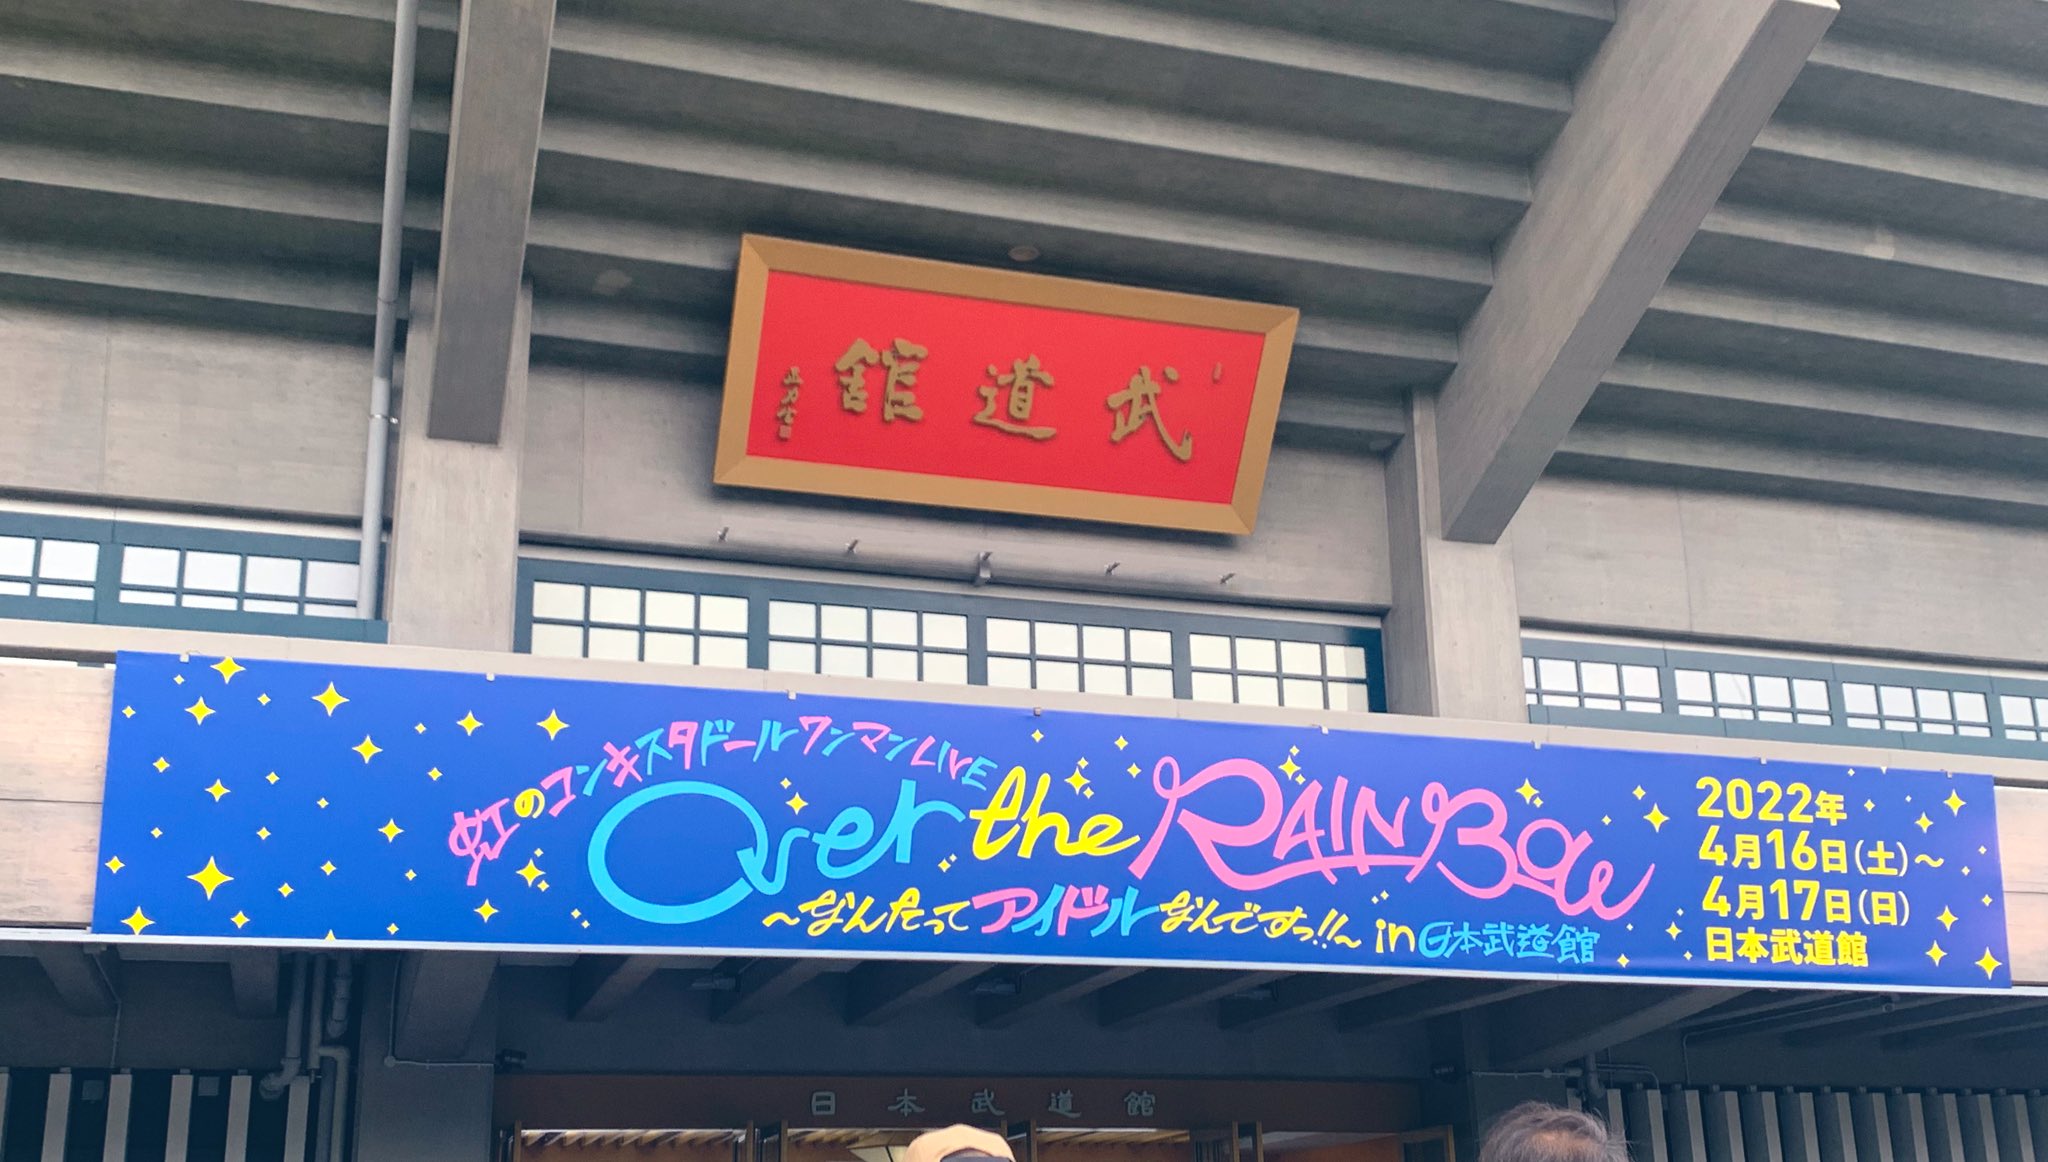 武道館
虹のコンキスタドールワンマンLIVE
Over the RAINBOW
～なんたってアイドルなんですっ!!～ in 日本武道館
2022年
4月16日(土)～
4月17日(日)
日本武道館
日本武道館